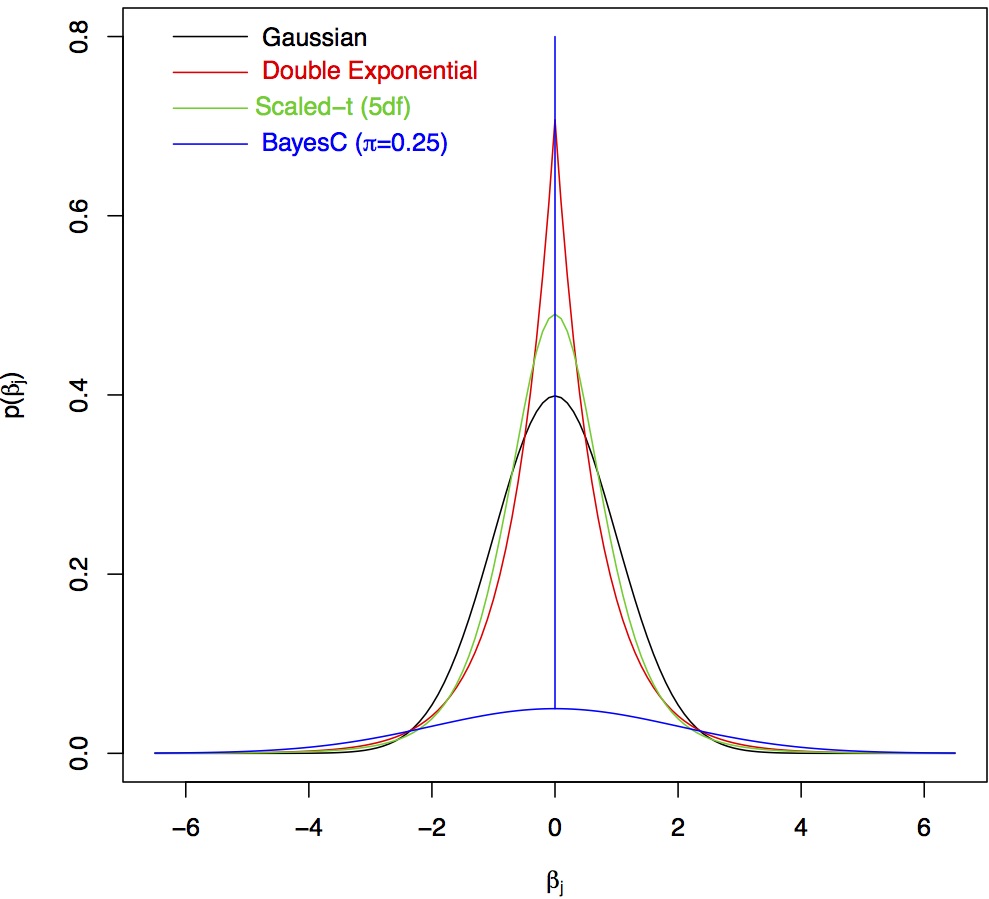 Gaussian
Double Exponential
Scaled−t (5df)
BayesC (π=0.25)
p(βj)
0.8
0.6
0.4
0.2
0.0
−6 −4 −2 0 2 4 6
βj